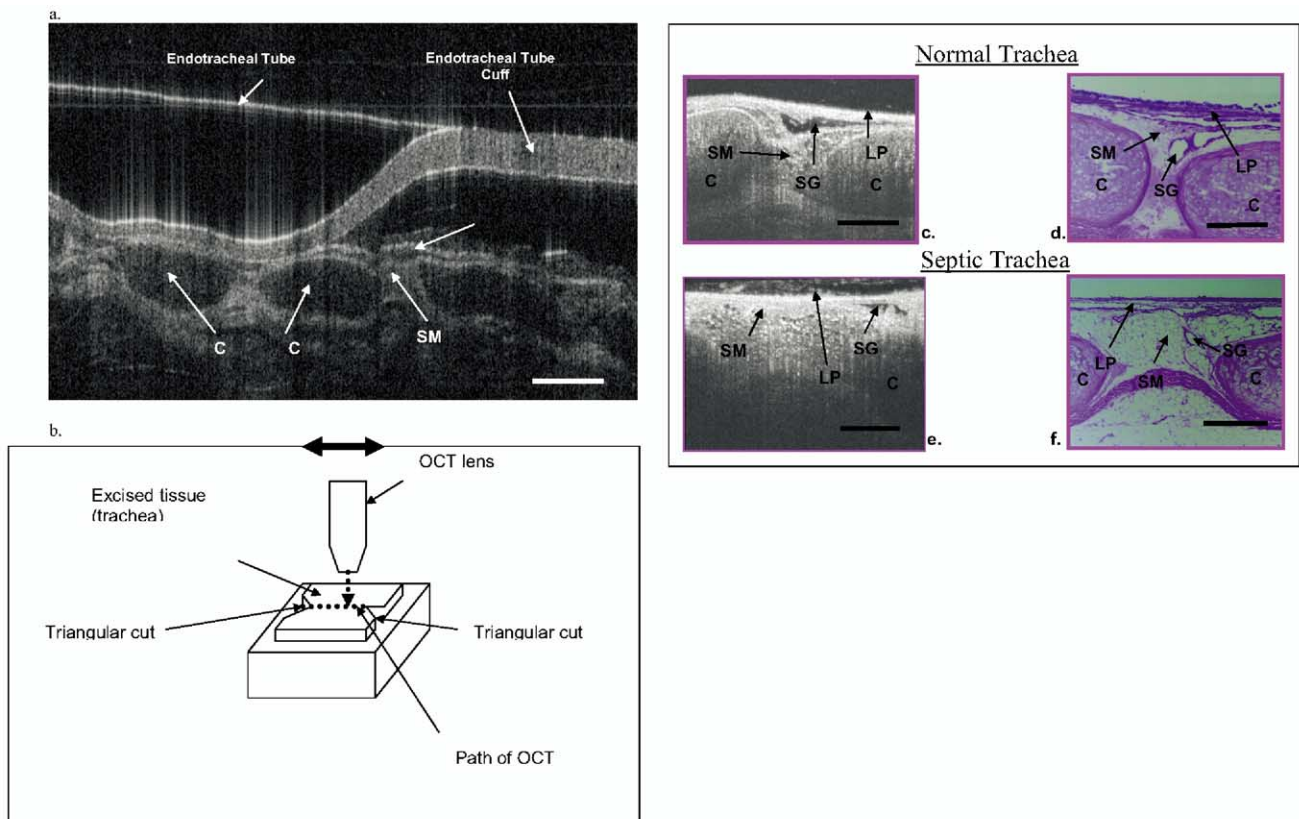 a.
Endotracheal Tube
Endotracheal Tube
Cuff
C
C
SM
b.
OCT lens
Excised tissue
(trachea)
Triangular cut
Triangular cut
Path of OCT
Normal Trachea
SM
SG
LP
C
C
c.
SM
LP
SG
C
C
d.
Septic Trachea
SM
SG
LP
C
e.
LP
SG
SM
C
C
f.